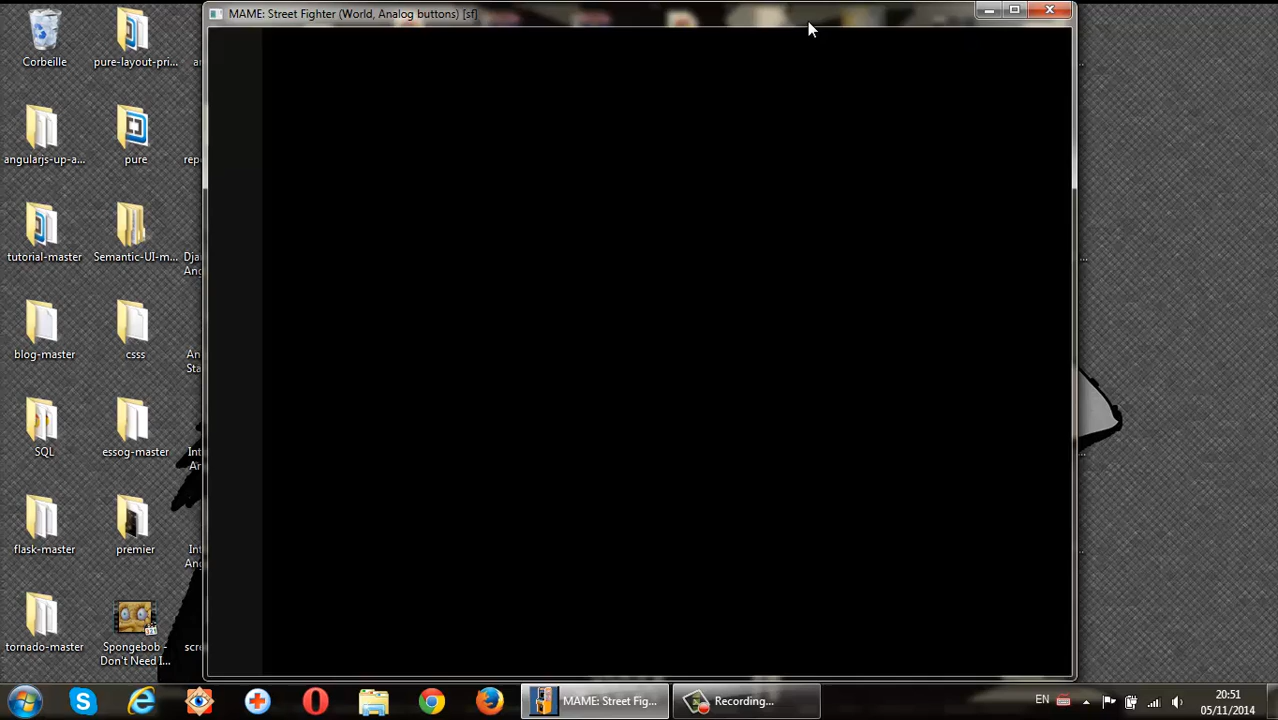 MAME: Street Fighter (World, Analog buttons) [sf]
Corbeille
pure-layout-pri...
angularjs-up-a...
pure
tutorial-master
Semantic-UI-m...
blog-master
csss
SQL
essog-master
flask-master
premier
tornado-master
Spongebob -
Don't Need I...
MAME: Street Fig...
Recording...
EN
20:51
05/11/2014